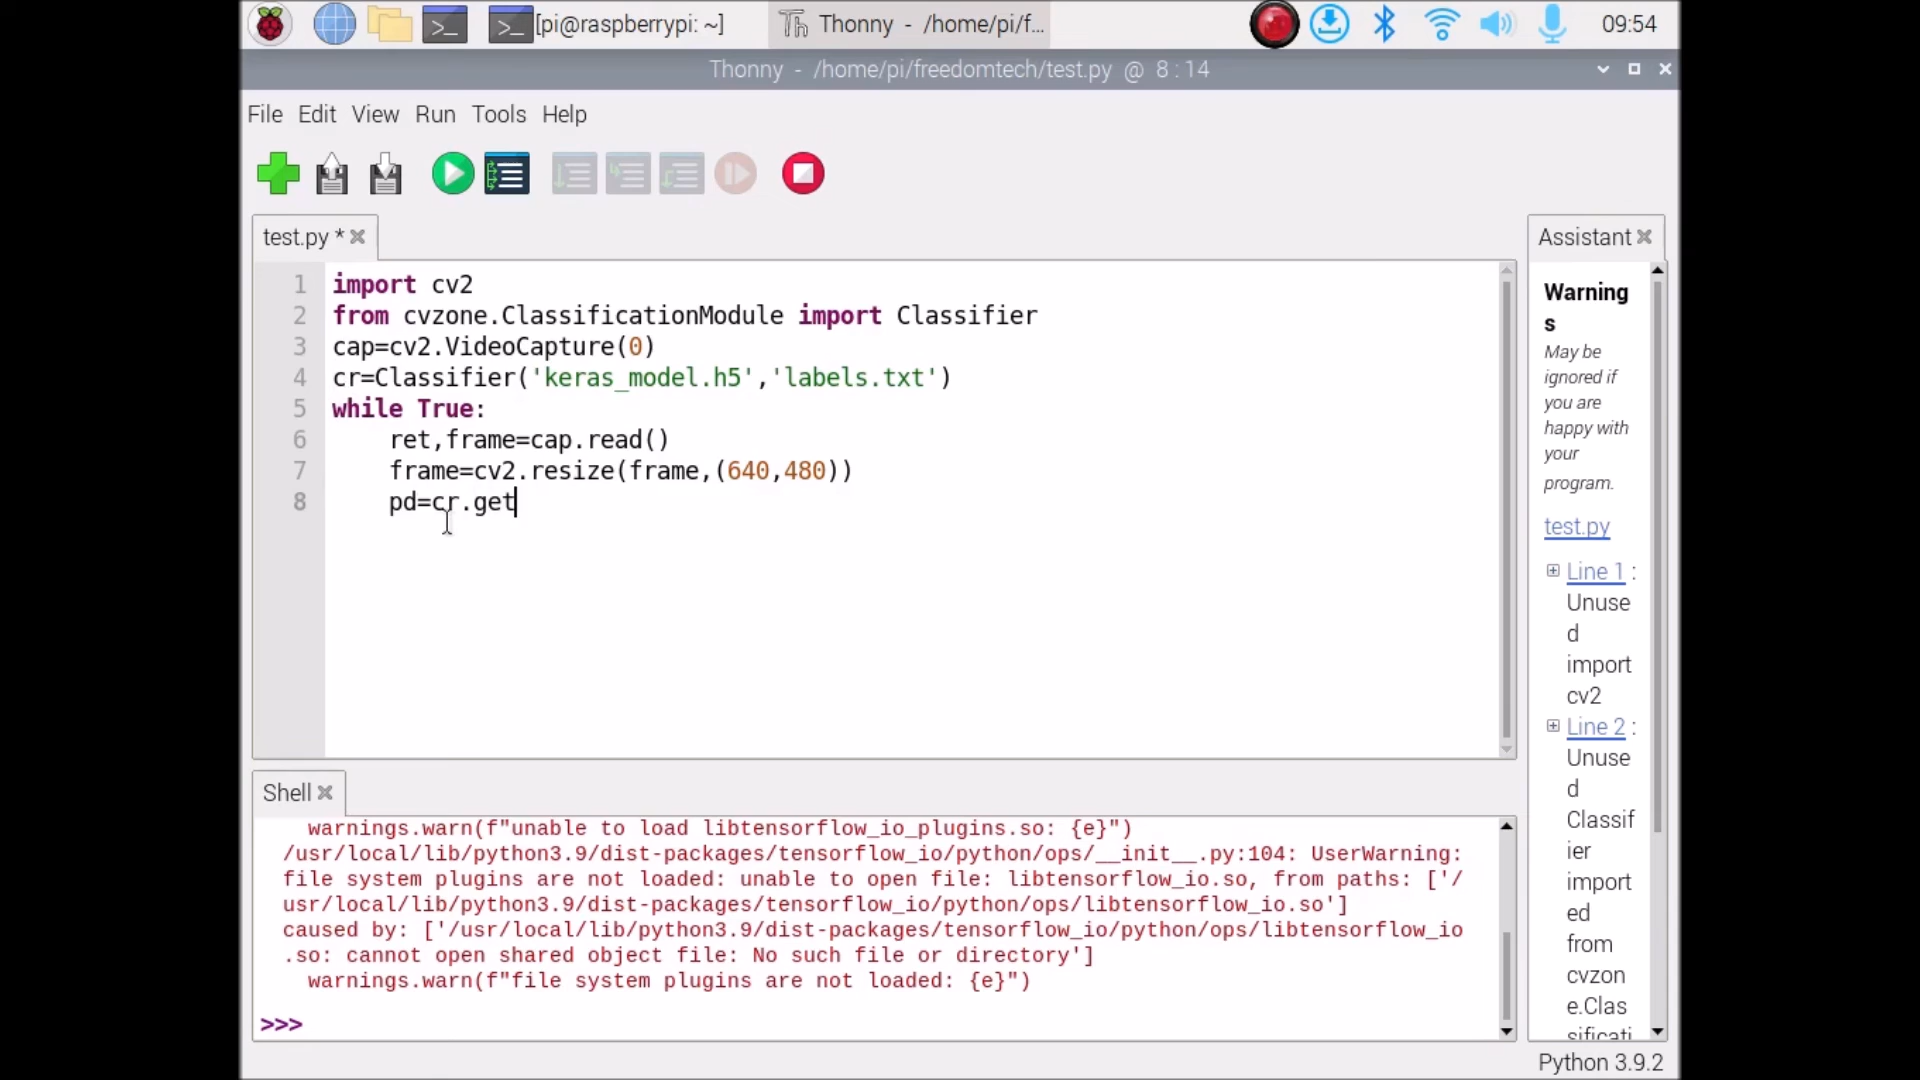 [pi@raspberrypi: ~]
Thonny - /home/pi/f...
09:54
Thonny - /home/pi/freedomtech/test.py @ 8:14
File Edit View Run Tools Help
test.py *
1 import cv2
2 from cvzone.ClassificationModule import Classifier
3 cap=cv2.VideoCapture(0)
4 cr=Classifier('keras_model.h5','labels.txt')
5 while True:
6 ret,frame=cap.read()
7 frame=cv2.resize(frame,(640,480))
8 pd=cr.get
Assistant
Warning
s
May be
ignored if
you are
happy with
your
program.
test.py
Line 1 :
Unuse
d
import
cv2
Line 2 :
Unuse
d
Classif
ier
import
ed
from
cvzon
e.Clas
sificati
Shell
warnings.warn(f"unable to load libtensorflow_io_plugins.so: {e}")
/usr/local/lib/python3.9/dist-packages/tensorflow_io/python/ops/__init__.py:104: UserWarning:
file system plugins are not loaded: unable to open file: libtensorflow_io.so, from paths: ['/
usr/local/lib/python3.9/dist-packages/tensorflow_io/python/ops/libtensorflow_io.so']
caused by: ['/usr/local/lib/python3.9/dist-packages/tensorflow_io/python/ops/libtensorflow_io
.so: cannot open shared object file: No such file or directory']
warnings.warn(f"file system plugins are not loaded: {e}")
>>>
Python 3.9.2